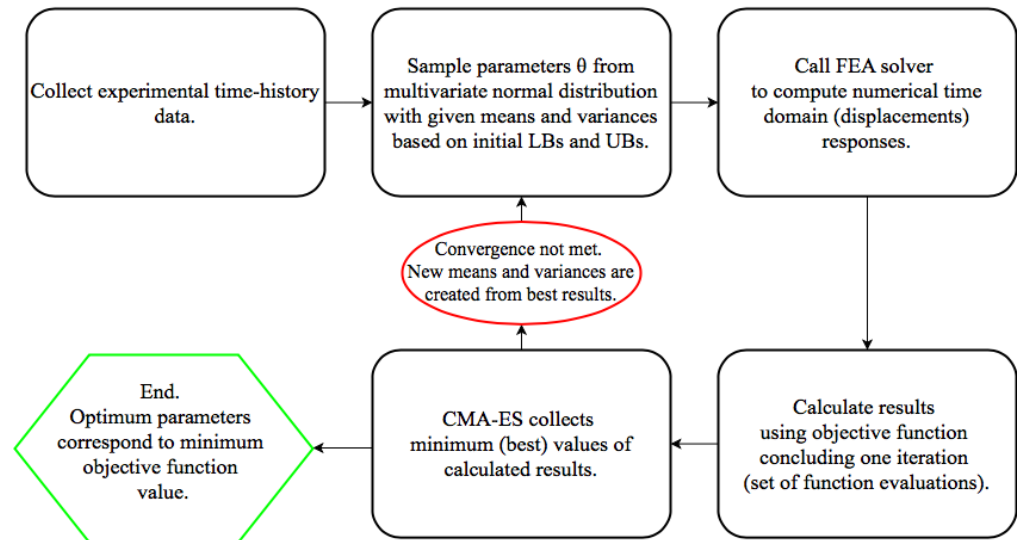 Collect experimental time-history
data.
Sample parameters θ from
multivariate normal distribution
with given means and variances
based on initial LBs and UBs.
Call FEA solver
to compute numerical time
domain (displacements)
responses.
Convergence not met.
New means and variances are
created from best results.
End.
Optimum parameters
correspond to minimum
objective function
value.
CMA-ES collects
minimum (best) values of
calculated results.
Calculate results
using objective function
concluding one iteration
(set of function evaluations).